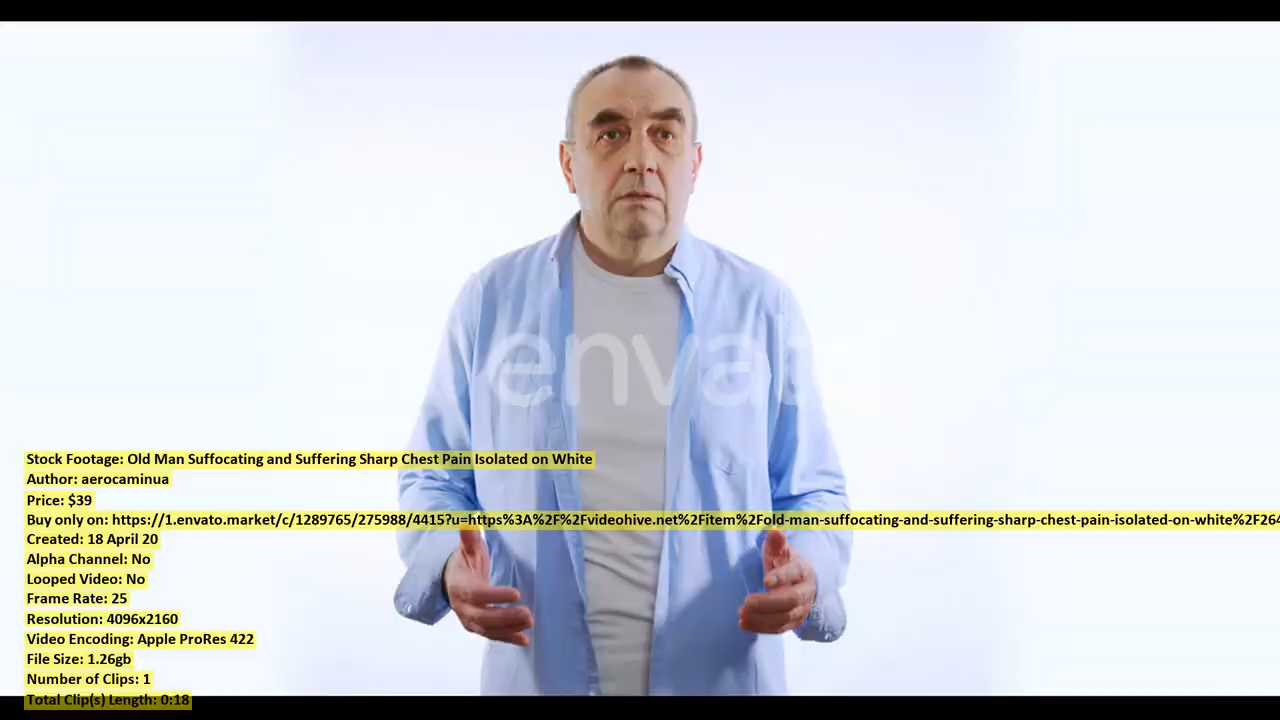 envato
Stock Footage: Old Man Suffocating and Suffering Sharp Chest Pain Isolated on White
Author: aerocaminua
Price: $39
Buy only on: https://1.envato.market/c/1289765/275988/4415?u=https%3A%2F%2Fvideohive.net%2Fitem%2Fold-man-suffocating-and-suffering-sharp-chest-pain-isolated-on-white%2F264
Created: 18 April 20
Alpha Channel: No
Looped Video: No
Frame Rate: 25
Resolution: 4096x2160
Video Encoding: Apple ProRes 422
File Size: 1.26gb
Number of Clips: 1
Total Clip(s) Length: 0:18